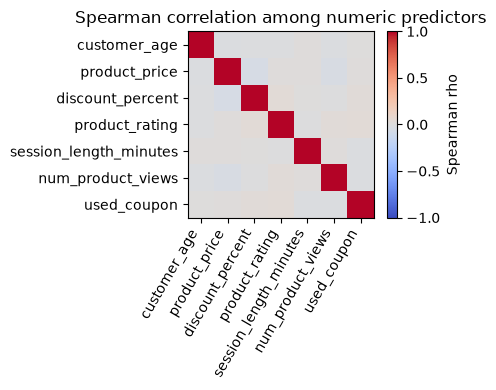 Spearman correlation among numeric predictors
customer_age
product_price
discount_percent
product_rating
session_length_minutes
num_product_views
used_coupon
customer_age
product_price
discount_percent
product_rating
session_length_minutes
num_product_views
used_coupon
1.0
0.5
0.0
−0.5
−1.0
Spearman rho